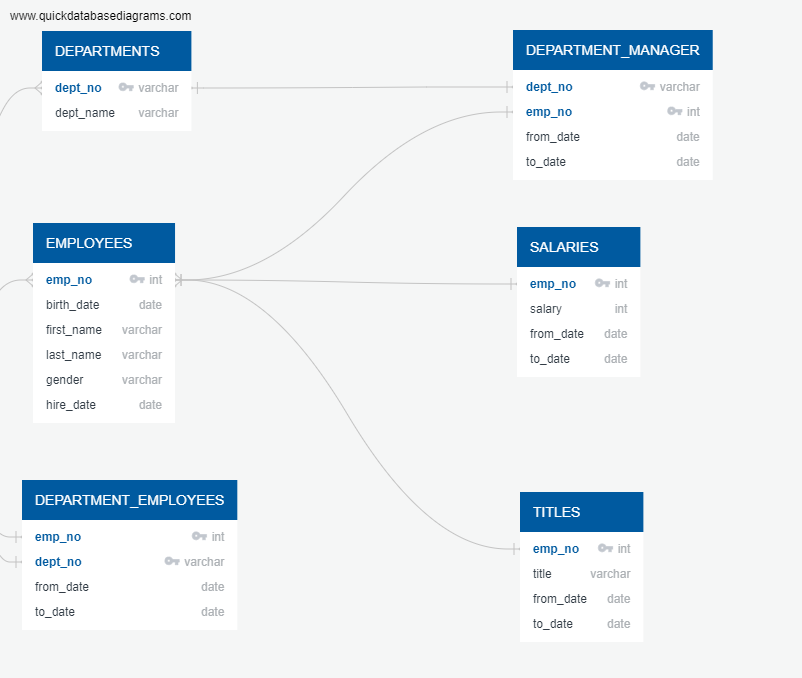 www.quickdatabasediagrams.com
DEPARTMENTS
dept_no varchar
dept_name varchar
DEPARTMENT_MANAGER
dept_no varchar
emp_no int
from_date date
to_date date
EMPLOYEES
emp_no int
birth_date date
first_name varchar
last_name varchar
gender varchar
hire_date date
SALARIES
emp_no int
salary int
from_date date
to_date date
DEPARTMENT_EMPLOYEES
emp_no int
dept_no varchar
from_date date
to_date date
TITLES
emp_no int
title varchar
from_date date
to_date date